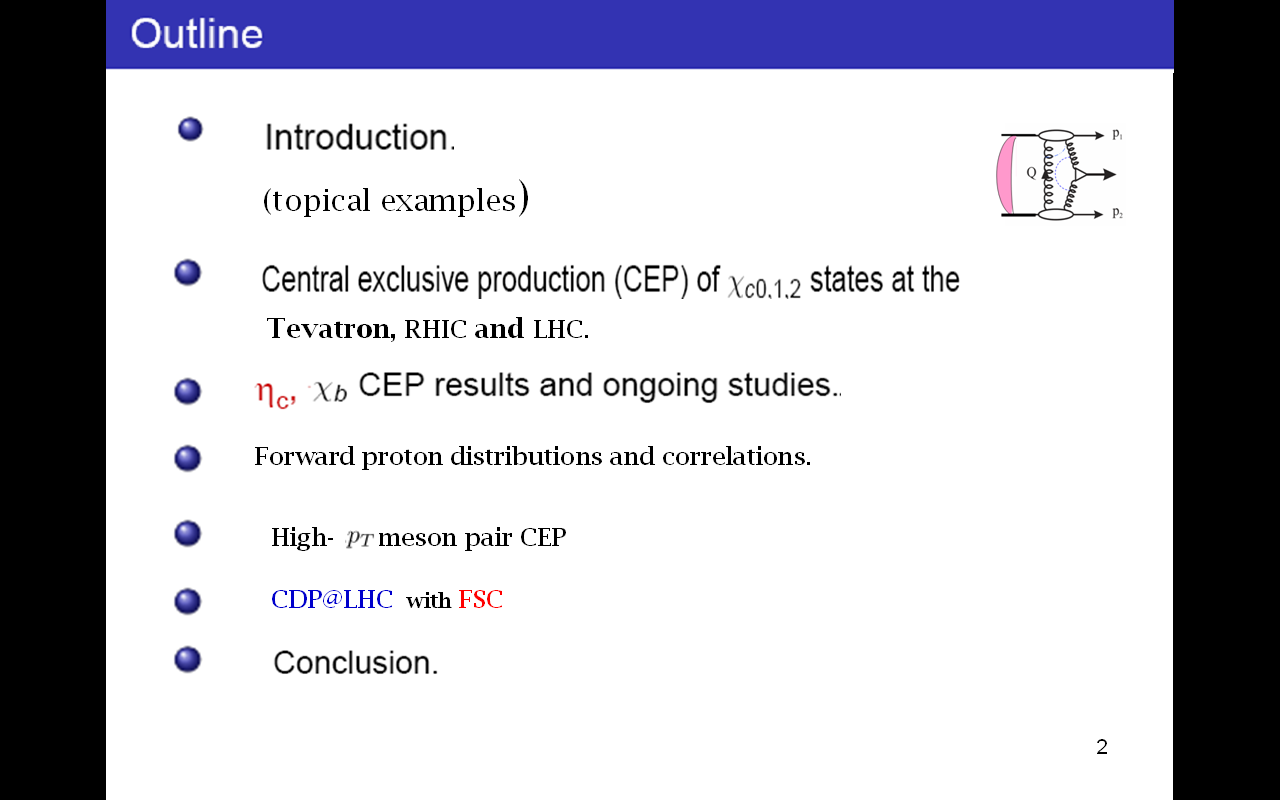 Outline
Introduction.
(topical examples)
p₁
Q
p₂
Central exclusive production (CEP) of χc0,1,2 states at the
Tevatron, RHIC and LHC.
ηc, χb CEP results and ongoing studies..
Forward proton distributions and correlations.
High- pT meson pair CEP
CDP@LHC with FSC
Conclusion.
2